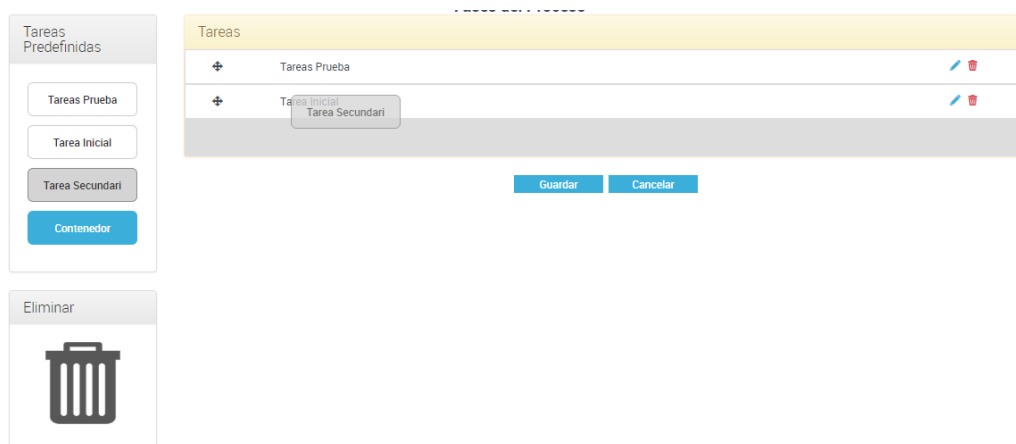 Tareas
Predefinidas
Tareas Prueba
Tarea Inicial
Tarea Secundari
Contenedor
Eliminar
Tareas
Tareas Prueba
Tarea Inicial
Tarea Secundari
Guardar
Cancelar